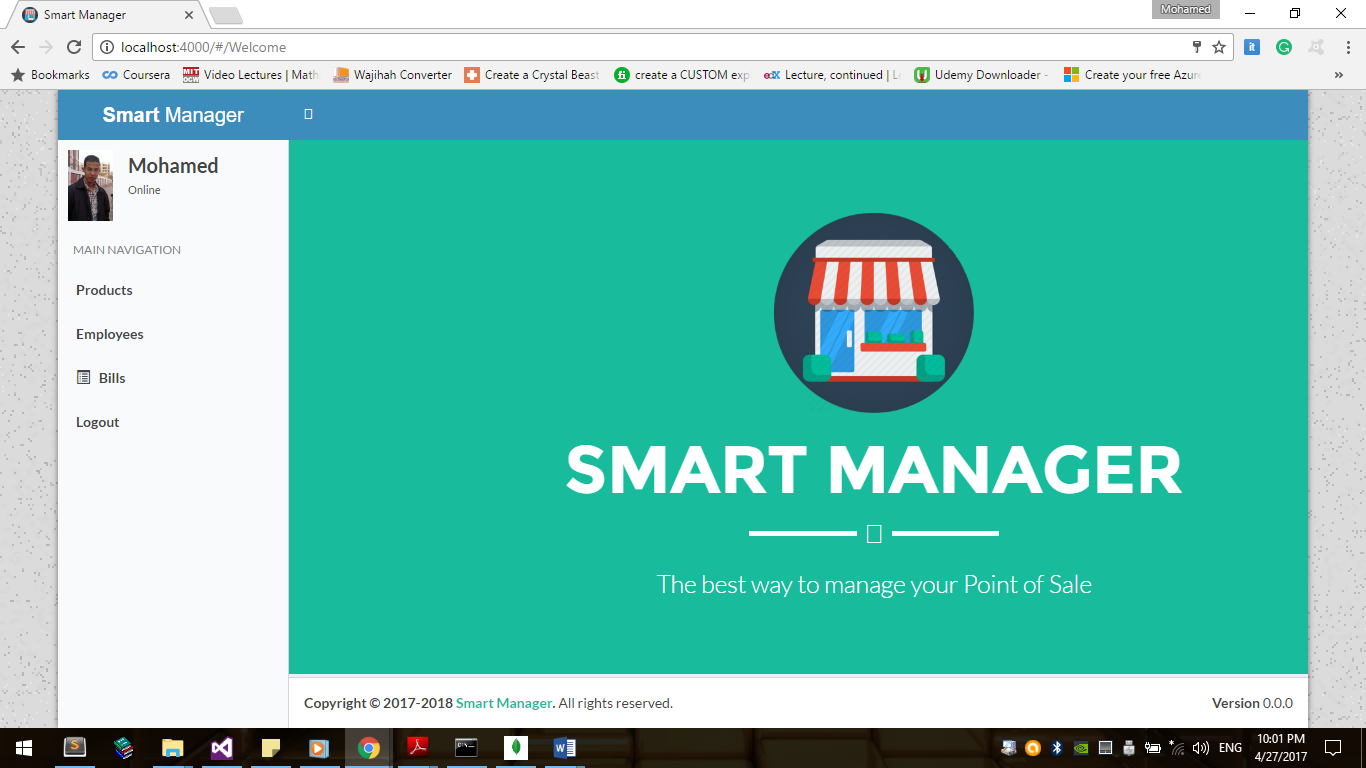 Smart Manager
Mohamed
localhost:4000/#/Welcome
Bookmarks
Coursera
Video Lectures | Math
Wajihah Converter
Create a Crystal Beast
create a CUSTOM exp
Lecture, continued | Le
Udemy Downloader -
Create your free Azure
Smart Manager
Mohamed
Online
MAIN NAVIGATION
Products
Employees
Bills
Logout
SMART MANAGER
The best way to manage your Point of Sale
Copyright © 2017-2018 Smart Manager. All rights reserved.
Version 0.0.0
ENG
10:01 PM
4/27/2017